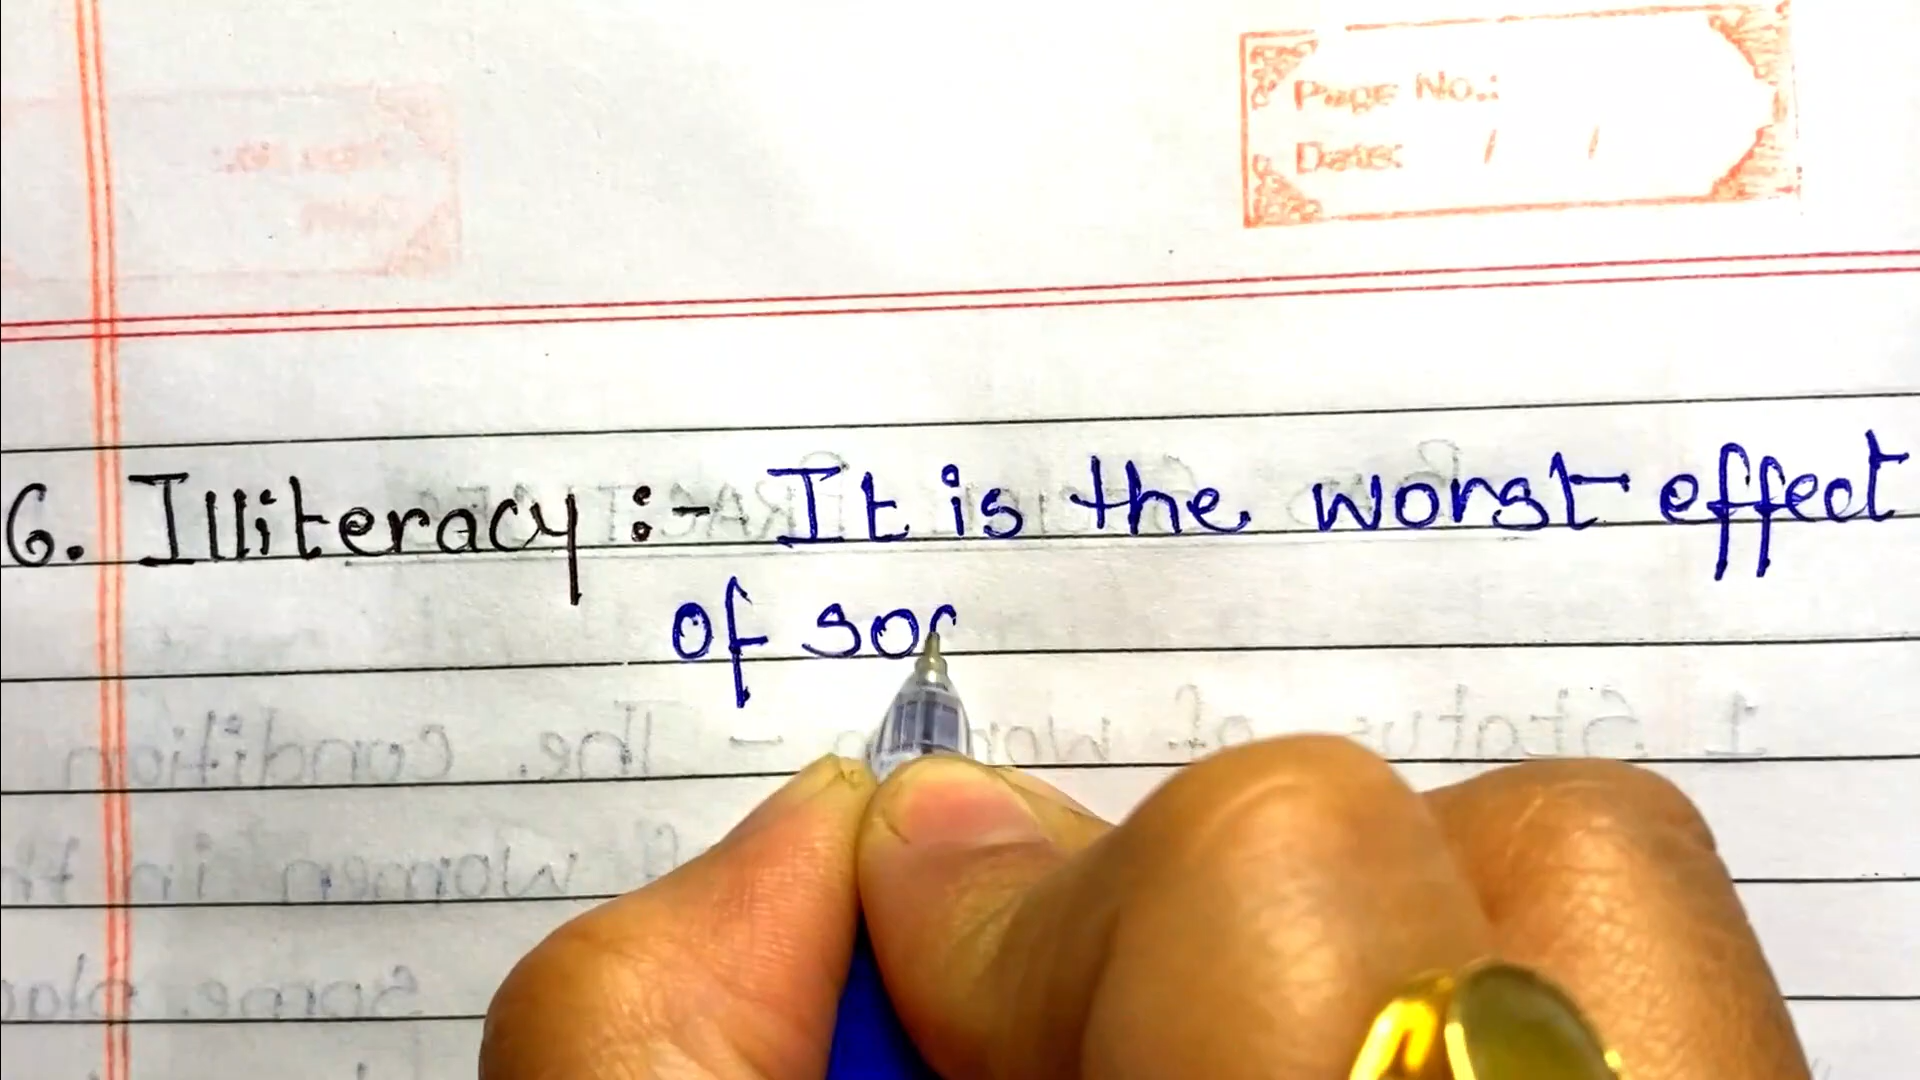 Page No.:
Date: / /
6. Illiteracy :- It is the worst effect
of soc